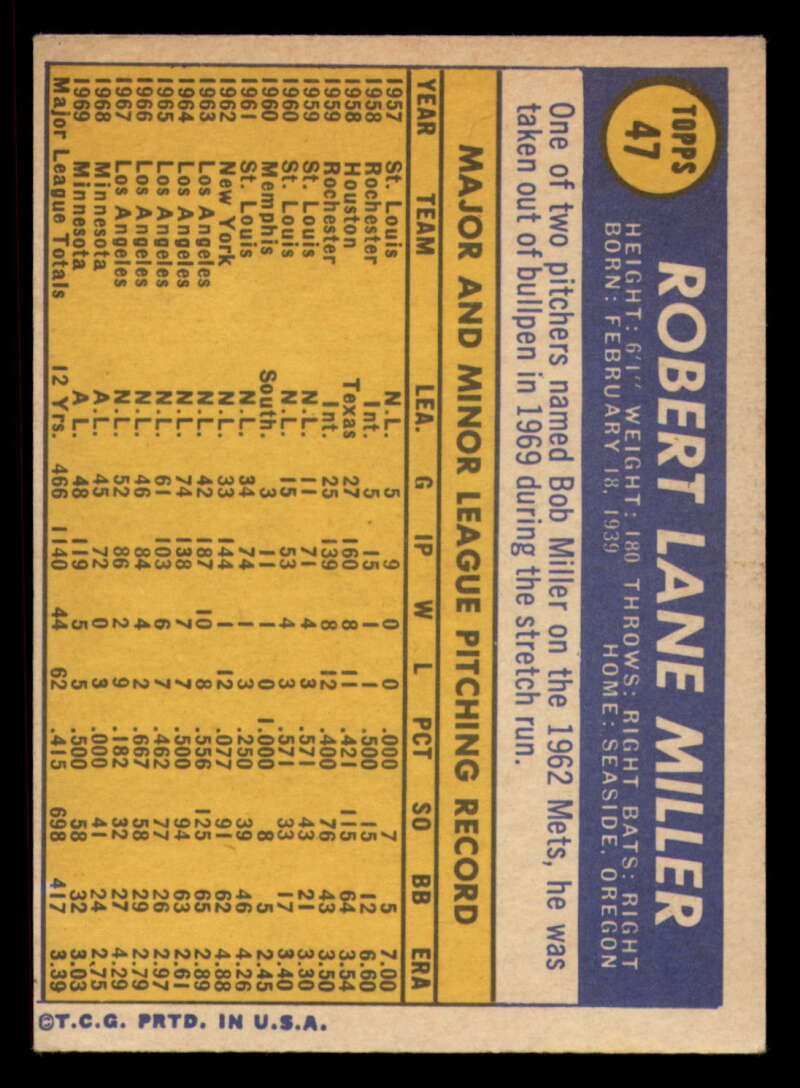 TOPPS
47
ROBERT LANE MILLER
HEIGHT: 6'1" WEIGHT: 180 THROWS: RIGHT BATS: RIGHT
BORN: FEBRUARY 18, 1939 HOME: SEASIDE, OREGON
One of two pitchers named Bob Miller on the 1962 Mets, he was
taken out of bullpen in 1969 during the stretch run.
MAJOR AND MINOR LEAGUE PITCHING RECORD
YEAR TEAM LEA. G IP W L PCT SO BB ERA
1957 St. Louis N.L. 5 9 0 0 .000 7 5 7.00
1958 Rochester Int. 5 15 1 1 .500 15 12 6.60
1958 Houston Texas 27 160 8 11 .421 115 64 3.54
1959 Rochester Int. 25 139 8 12 .400 76 43 3.50
1959 St. Louis N.L. 11 71 4 3 .571 43 21 3.30
1960 St. Louis N.L. 15 53 4 3 .571 33 17 3.40
1960 Memphis South. 3 11 1 0 1.000 8 5 2.45
1961 St. Louis N.L. 34 74 1 3 .250 39 46 4.26
1962 New York N.L. 33 144 1 12 .077 91 62 4.88
1963 Los Angeles N.L. 42 187 10 8 .556 125 65 2.89
1964 Los Angeles N.L. 74 138 7 7 .500 94 63 2.61
1965 Los Angeles N.L. 61 103 6 7 .462 77 26 2.97
1966 Los Angeles N.L. 46 84 4 2 .667 58 29 2.79
1967 Los Angeles N.L. 52 86 2 9 .182 32 27 4.29
1968 Minnesota A.L. 45 72 0 3 .000 41 24 2.75
1969 Minnesota A.L. 48 119 5 5 .500 58 32 3.03
Major League Totals 12 Yrs. 466 1140 44 62 .415 698 417 3.39
©T.C.G. PRTD. IN U.S.A.